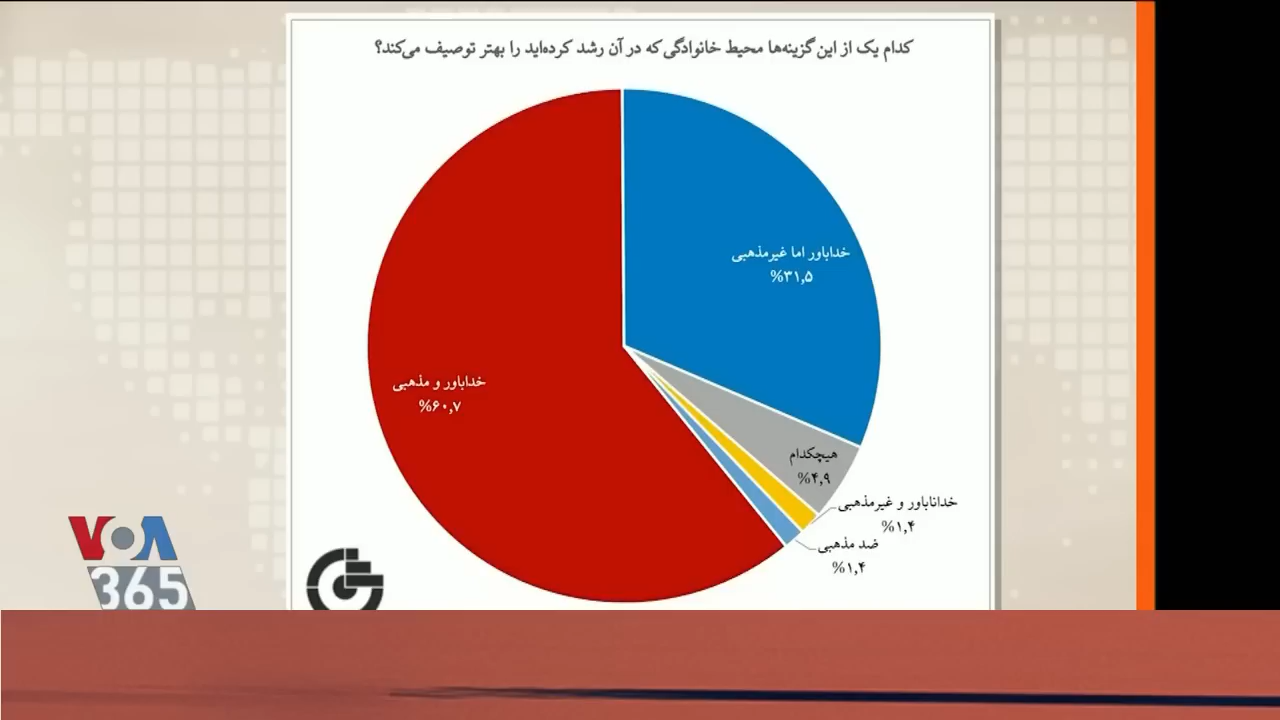 کدام یک از این گزینه‌ها محیط خانوادگی که در آن رشد کرده‌اید را بهتر توصیف می‌کند؟
خداباور اما غیرمذهبی
%۳۱,۵
خداباور و مذهبی
%۶۰,۷
هیچکدام
%۴,۹
خداناباور و غیرمذهبی
%۱,۴
ضد مذهبی
%۱,۴
VOA
365